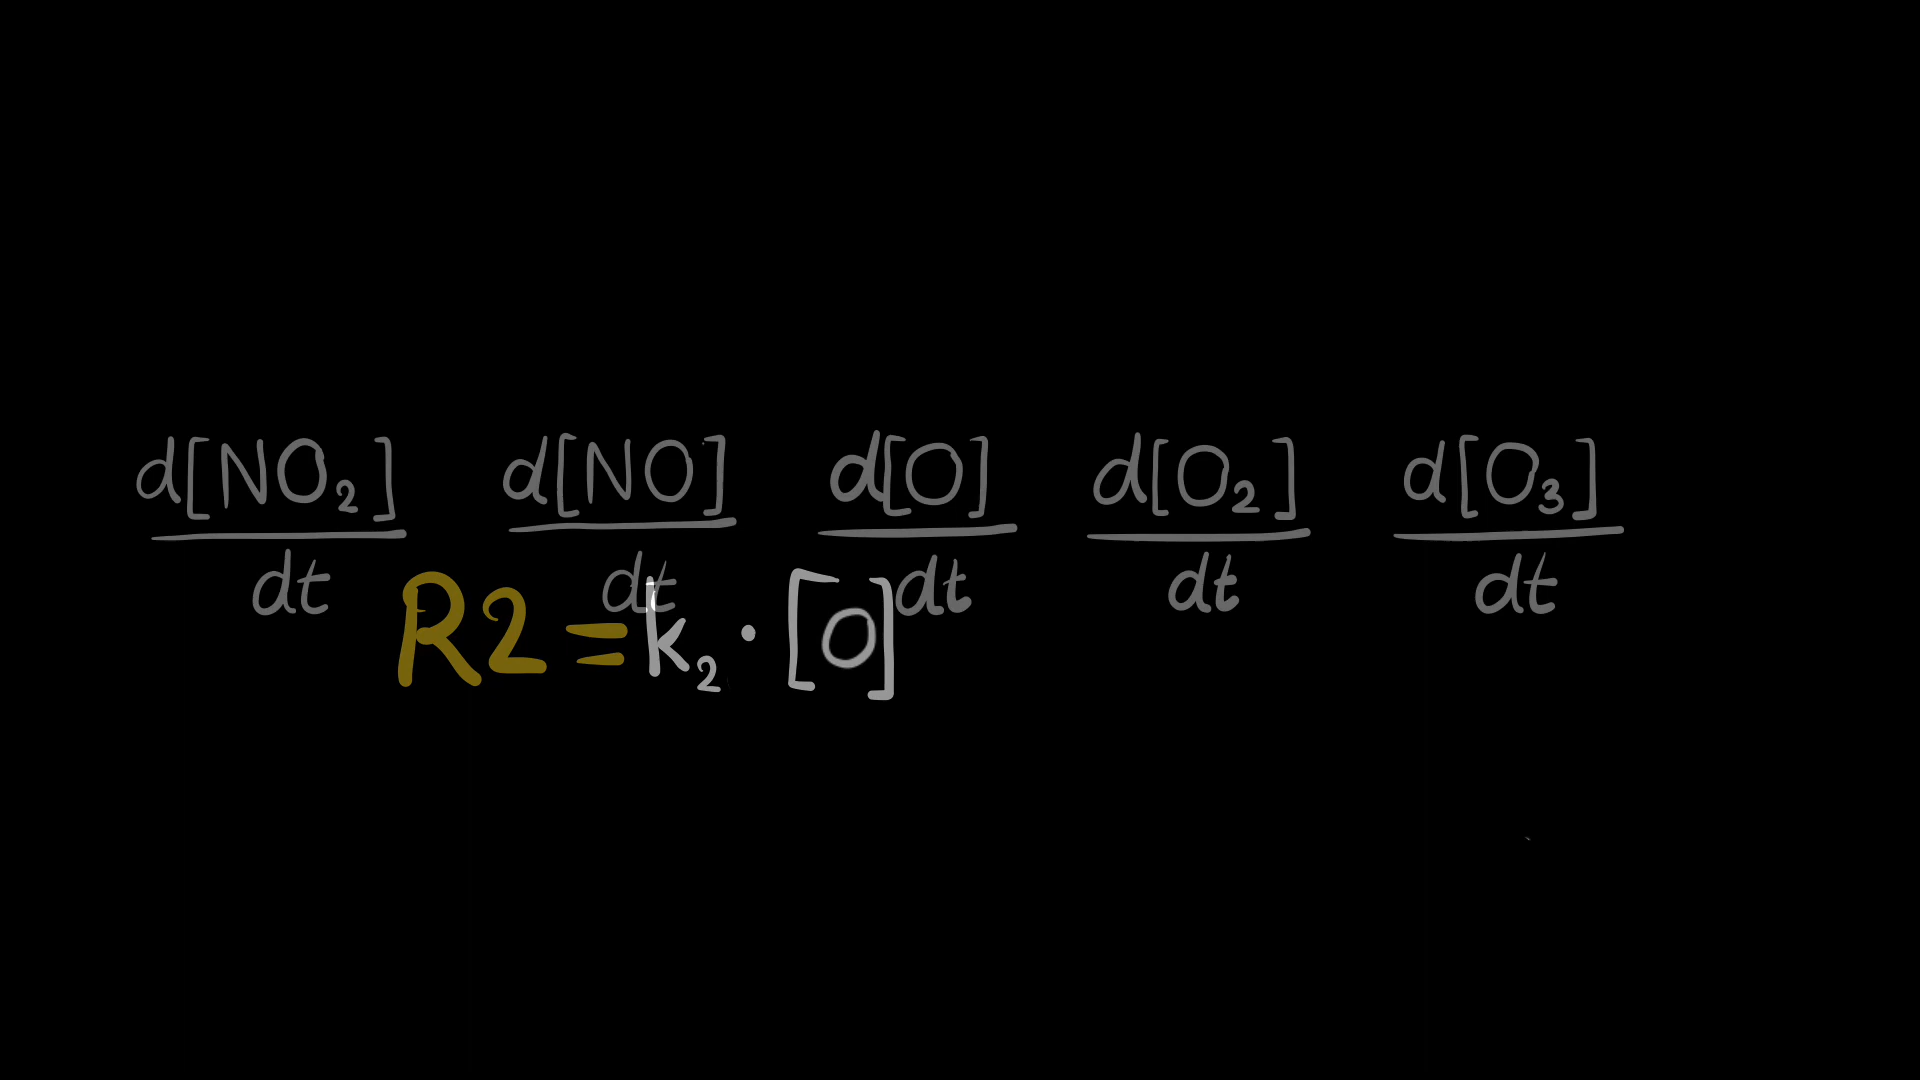 d[NO₂] d[NO] d[O] d[O₂] d[O₃]
dt dt dt dt dt
R2 = k₂ · [O]